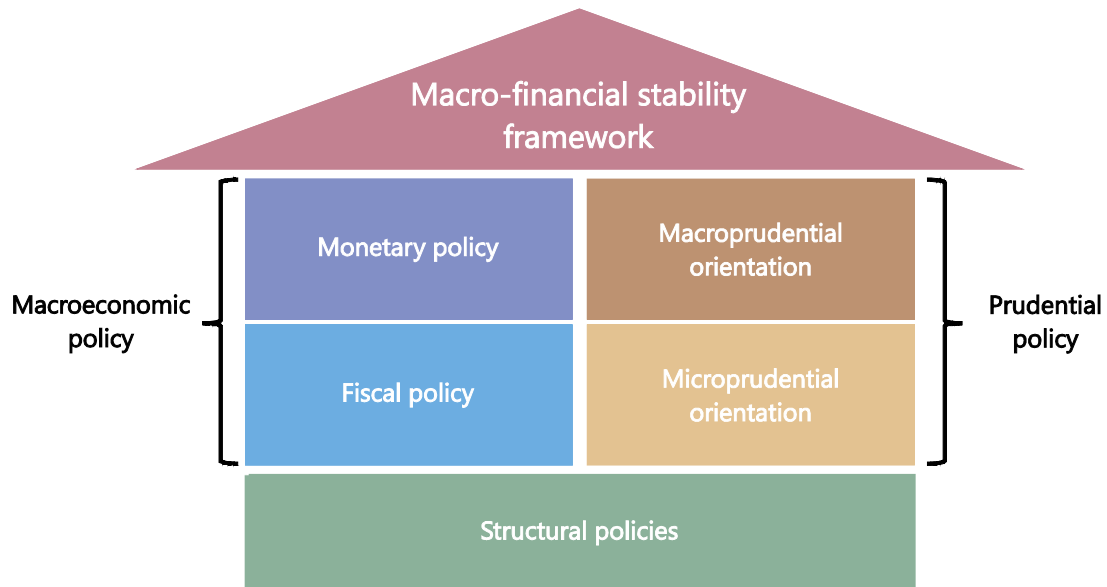 Macro-financial stability
framework
Monetary policy
Macroprudential
orientation
Macroeconomic
policy
Prudential
policy
Fiscal policy
Microprudential
orientation
Structural policies